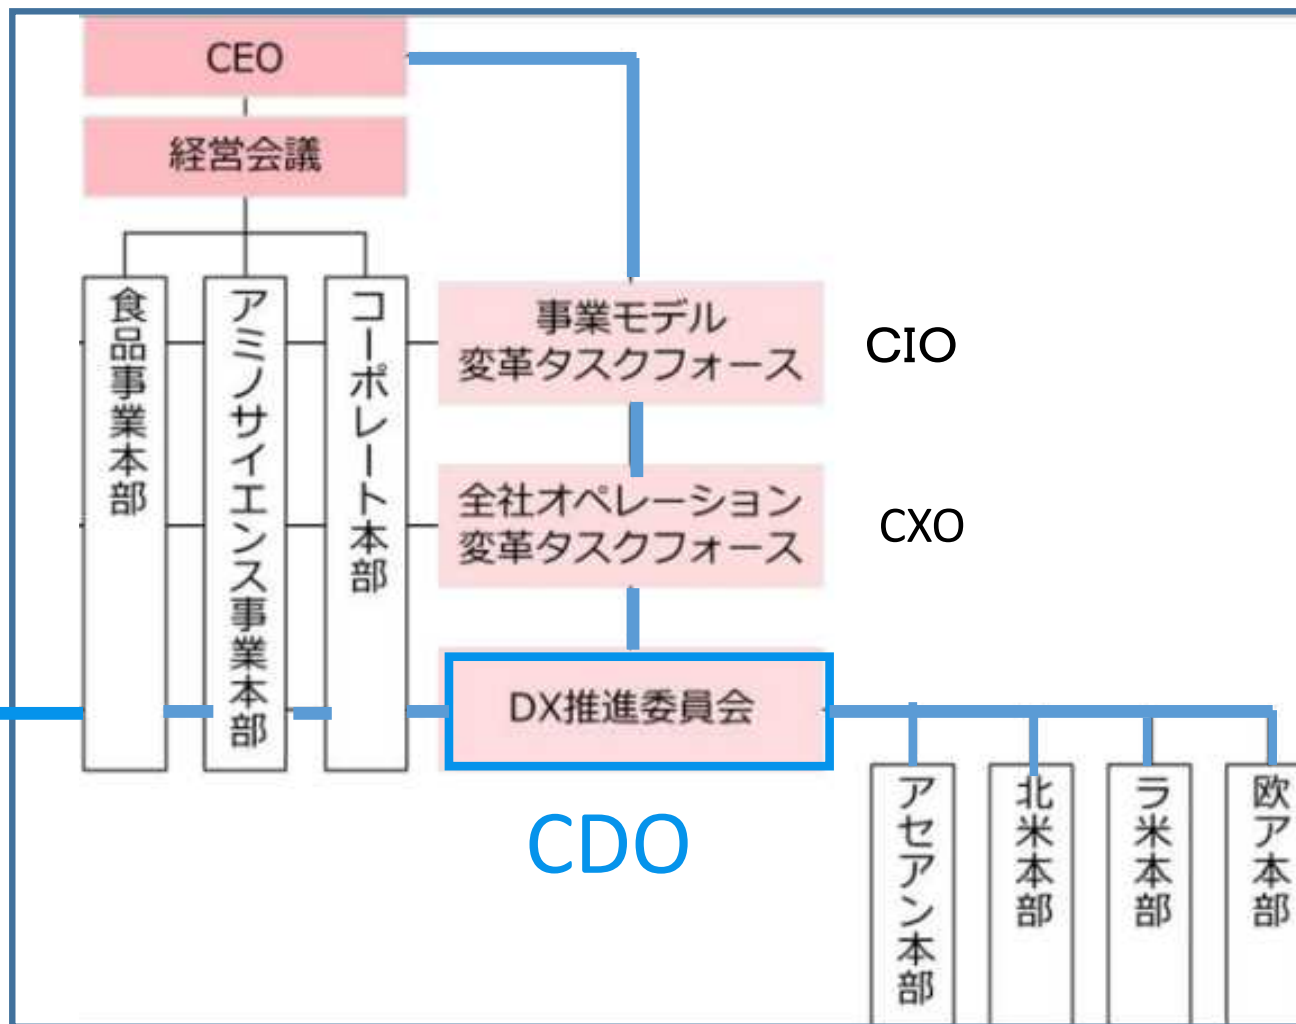 CEO
経営会議
食品事業本部
アミノサイエンス事業本部
コーポレート本部
事業モデル
変革タスクフォース
CIO
全社オペレーション
変革タスクフォース
CXO
DX推進委員会
CDO
アセアン本部
北米本部
ラ米本部
欧ア本部